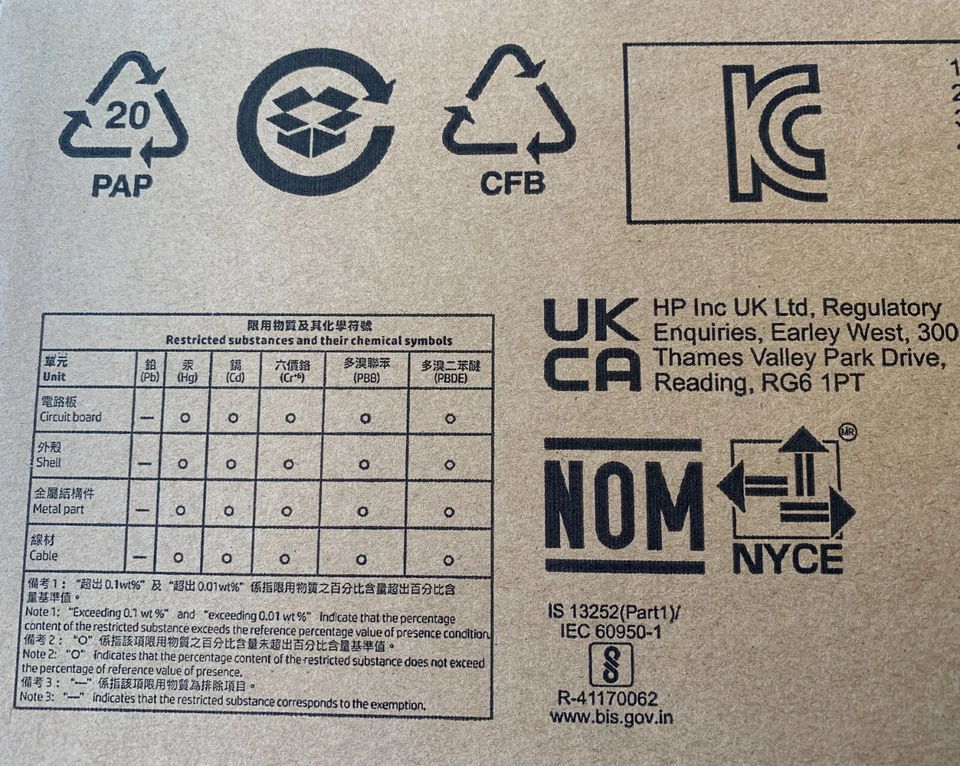 20
PAP
CFB
KC
1
2
3
UK
CA
HP Inc UK Ltd, Regulatory
Enquiries, Earley West, 300
Thames Valley Park Drive,
Reading, RG6 1PT
限用物質及其化學符號
Restricted substances and their chemical symbols
單元
Unit
鉛
(Pb)
汞
(Hg)
鎘
(Cd)
六價鉻
(Cr+6)
多溴聯苯
(PBB)
多溴二苯醚
(PBDE)
電路板
Circuit board — O O O O O
外殼
Shell — O O O O O
金屬結構件
Metal part — O O O O O
線材
Cable — O O O O O
備考1："超出 0.1wt%" 及 "超出 0.01wt%" 係指限用物質之百分比含量超出百分比含
量基準值。
Note 1: "Exceeding 0.1 wt %" and "exceeding 0.01 wt %" indicate that the percentage
content of the restricted substance exceeds the reference percentage value of presence condition.
備考2："O" 係指該項限用物質之百分比含量未超出百分比含量基準值。
Note 2: "O" indicates that the percentage content of the restricted substance does not exceed
the percentage of reference value of presence.
備考3："—" 係指該項限用物質為排除項目。
Note 3: "—" indicates that the restricted substance corresponds to the exemption.
NOM
MR
NYCE
IS 13252(Part1)/
IEC 60950-1
R-41170062
www.bis.gov.in